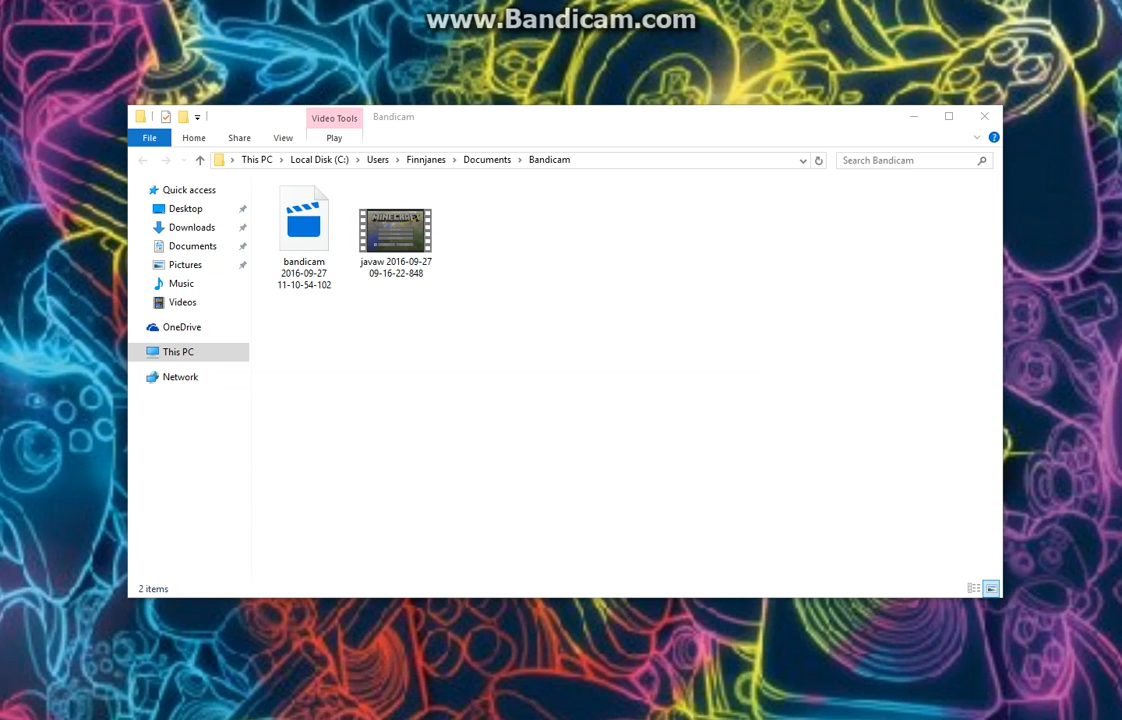 www.Bandicam.com
Video Tools
Bandicam
File
Home
Share
View
Play
This PC
Local Disk (C:)
Users
Finnjanes
Documents
Bandicam
Search Bandicam
Quick access
Desktop
Downloads
Documents
Pictures
Music
Videos
OneDrive
This PC
Network
MINECRAFT
bandicam
2016-09-27
11-10-54-102
javaw 2016-09-27
09-16-22-848
2 items